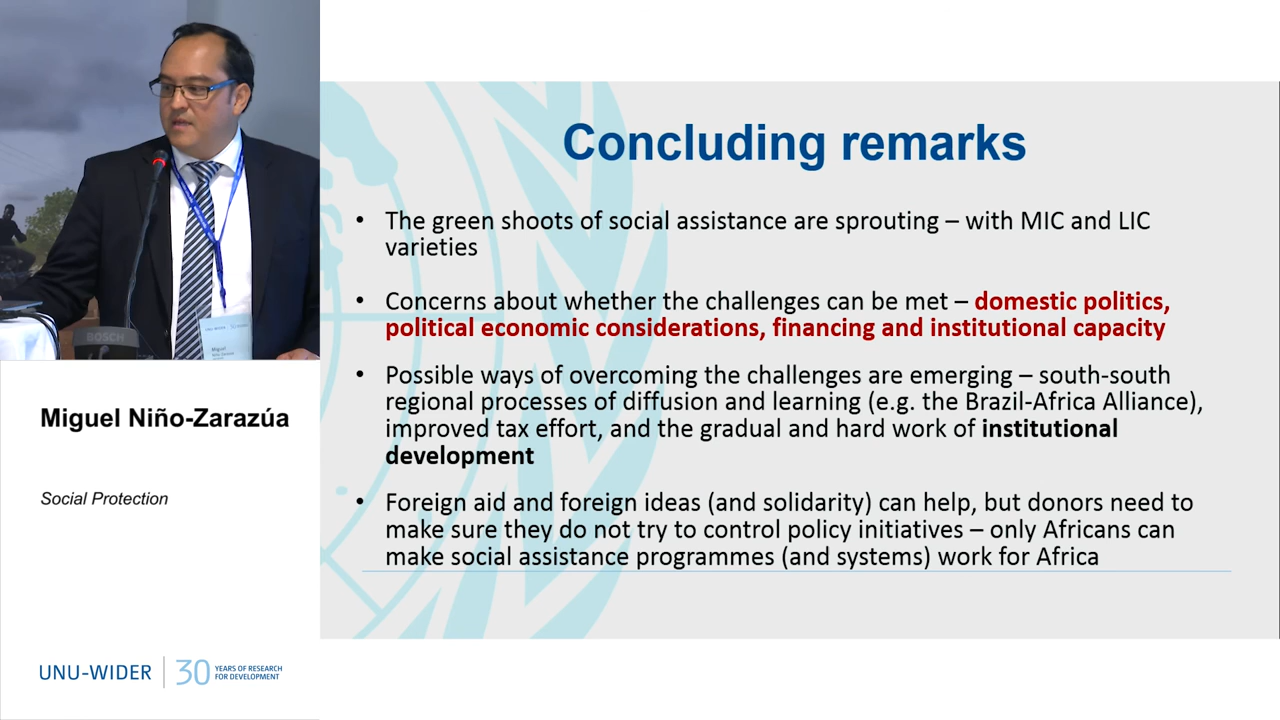 Concluding remarks
• The green shoots of social assistance are sprouting – with MIC and LIC
varieties
• Concerns about whether the challenges can be met – domestic politics,
political economic considerations, financing and institutional capacity
• Possible ways of overcoming the challenges are emerging – south-south
regional processes of diffusion and learning (e.g. the Brazil-Africa Alliance),
improved tax effort, and the gradual and hard work of institutional
development
• Foreign aid and foreign ideas (and solidarity) can help, but donors need to
make sure they do not try to control policy initiatives – only Africans can
make social assistance programmes (and systems) work for Africa
BOSCH
UNU-WIDER
Miguel
Miguel Niño-Zarazúa
Social Protection
UNU-WIDER
30 YEARS OF RESEARCH
FOR DEVELOPMENT